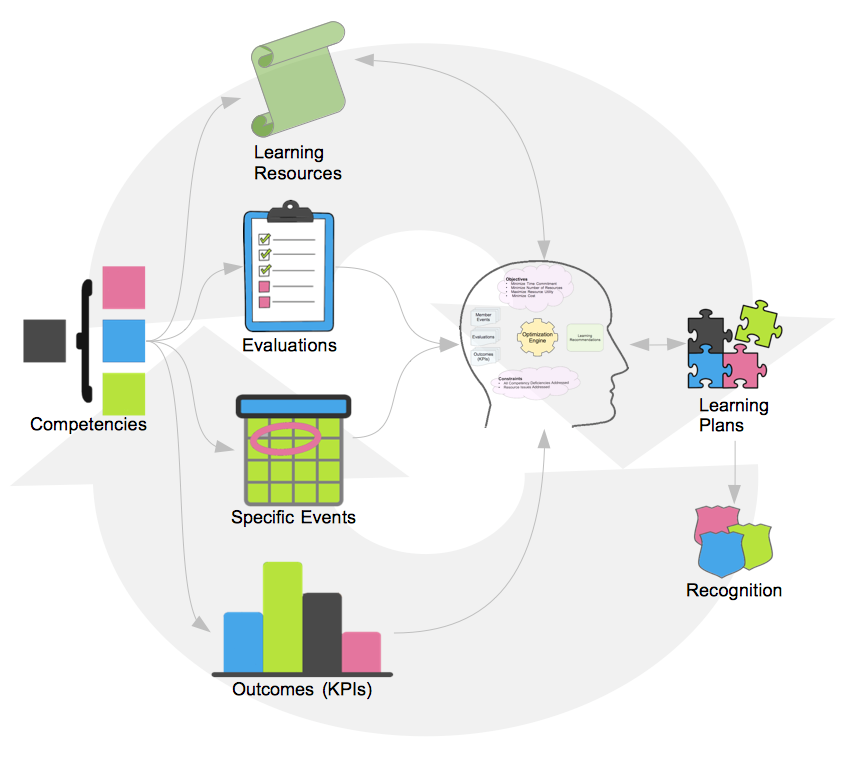 Learning
Resources
Evaluations
Competencies
Specific Events
Outcomes (KPIs)
Objectives
• Minimize Time Commitment
• Minimize Number of Resources
• Maximize Resource Utility
• Minimize Cost
Member
Events
Evaluations
Outcomes
(KPIs)
Optimization
Engine
Learning
Recommendations
Constraints
• All Competency Deficiencies Addressed
• Resource Issues Addressed
Learning
Plans
Recognition